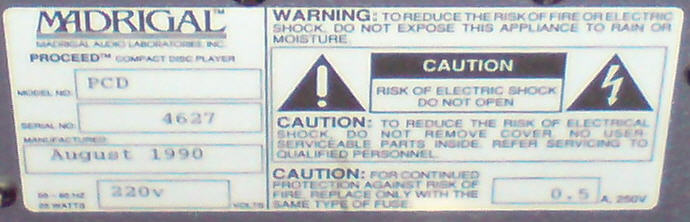 MADRIGAL™
MADRIGAL AUDIO LABORATORIES, INC.
PROCEED™ COMPACT DISC PLAYER
MODEL NO. PCD
SERIAL NO. 4627
MANUFACTURED:
August 1990
50 - 60 HZ
25 WATTS
220v VOLTS
WARNING: TO REDUCE THE RISK OF FIRE OR ELECTRIC
SHOCK, DO NOT EXPOSE THIS APPLIANCE TO RAIN OR
MOISTURE.
CAUTION
RISK OF ELECTRIC SHOCK
DO NOT OPEN
CAUTION: TO REDUCE THE RISK OF ELECTRICAL
SHOCK, DO NOT REMOVE COVER. NO USER-
SERVICEABLE PARTS INSIDE. REFER SERVICING TO
QUALIFIED PERSONNEL.
CAUTION: FOR CONTINUED
PROTECTION AGAINST RISK OF
FIRE, REPLACE ONLY WITH THE
SAME TYPE OF FUSE.
0.5 A, 250V